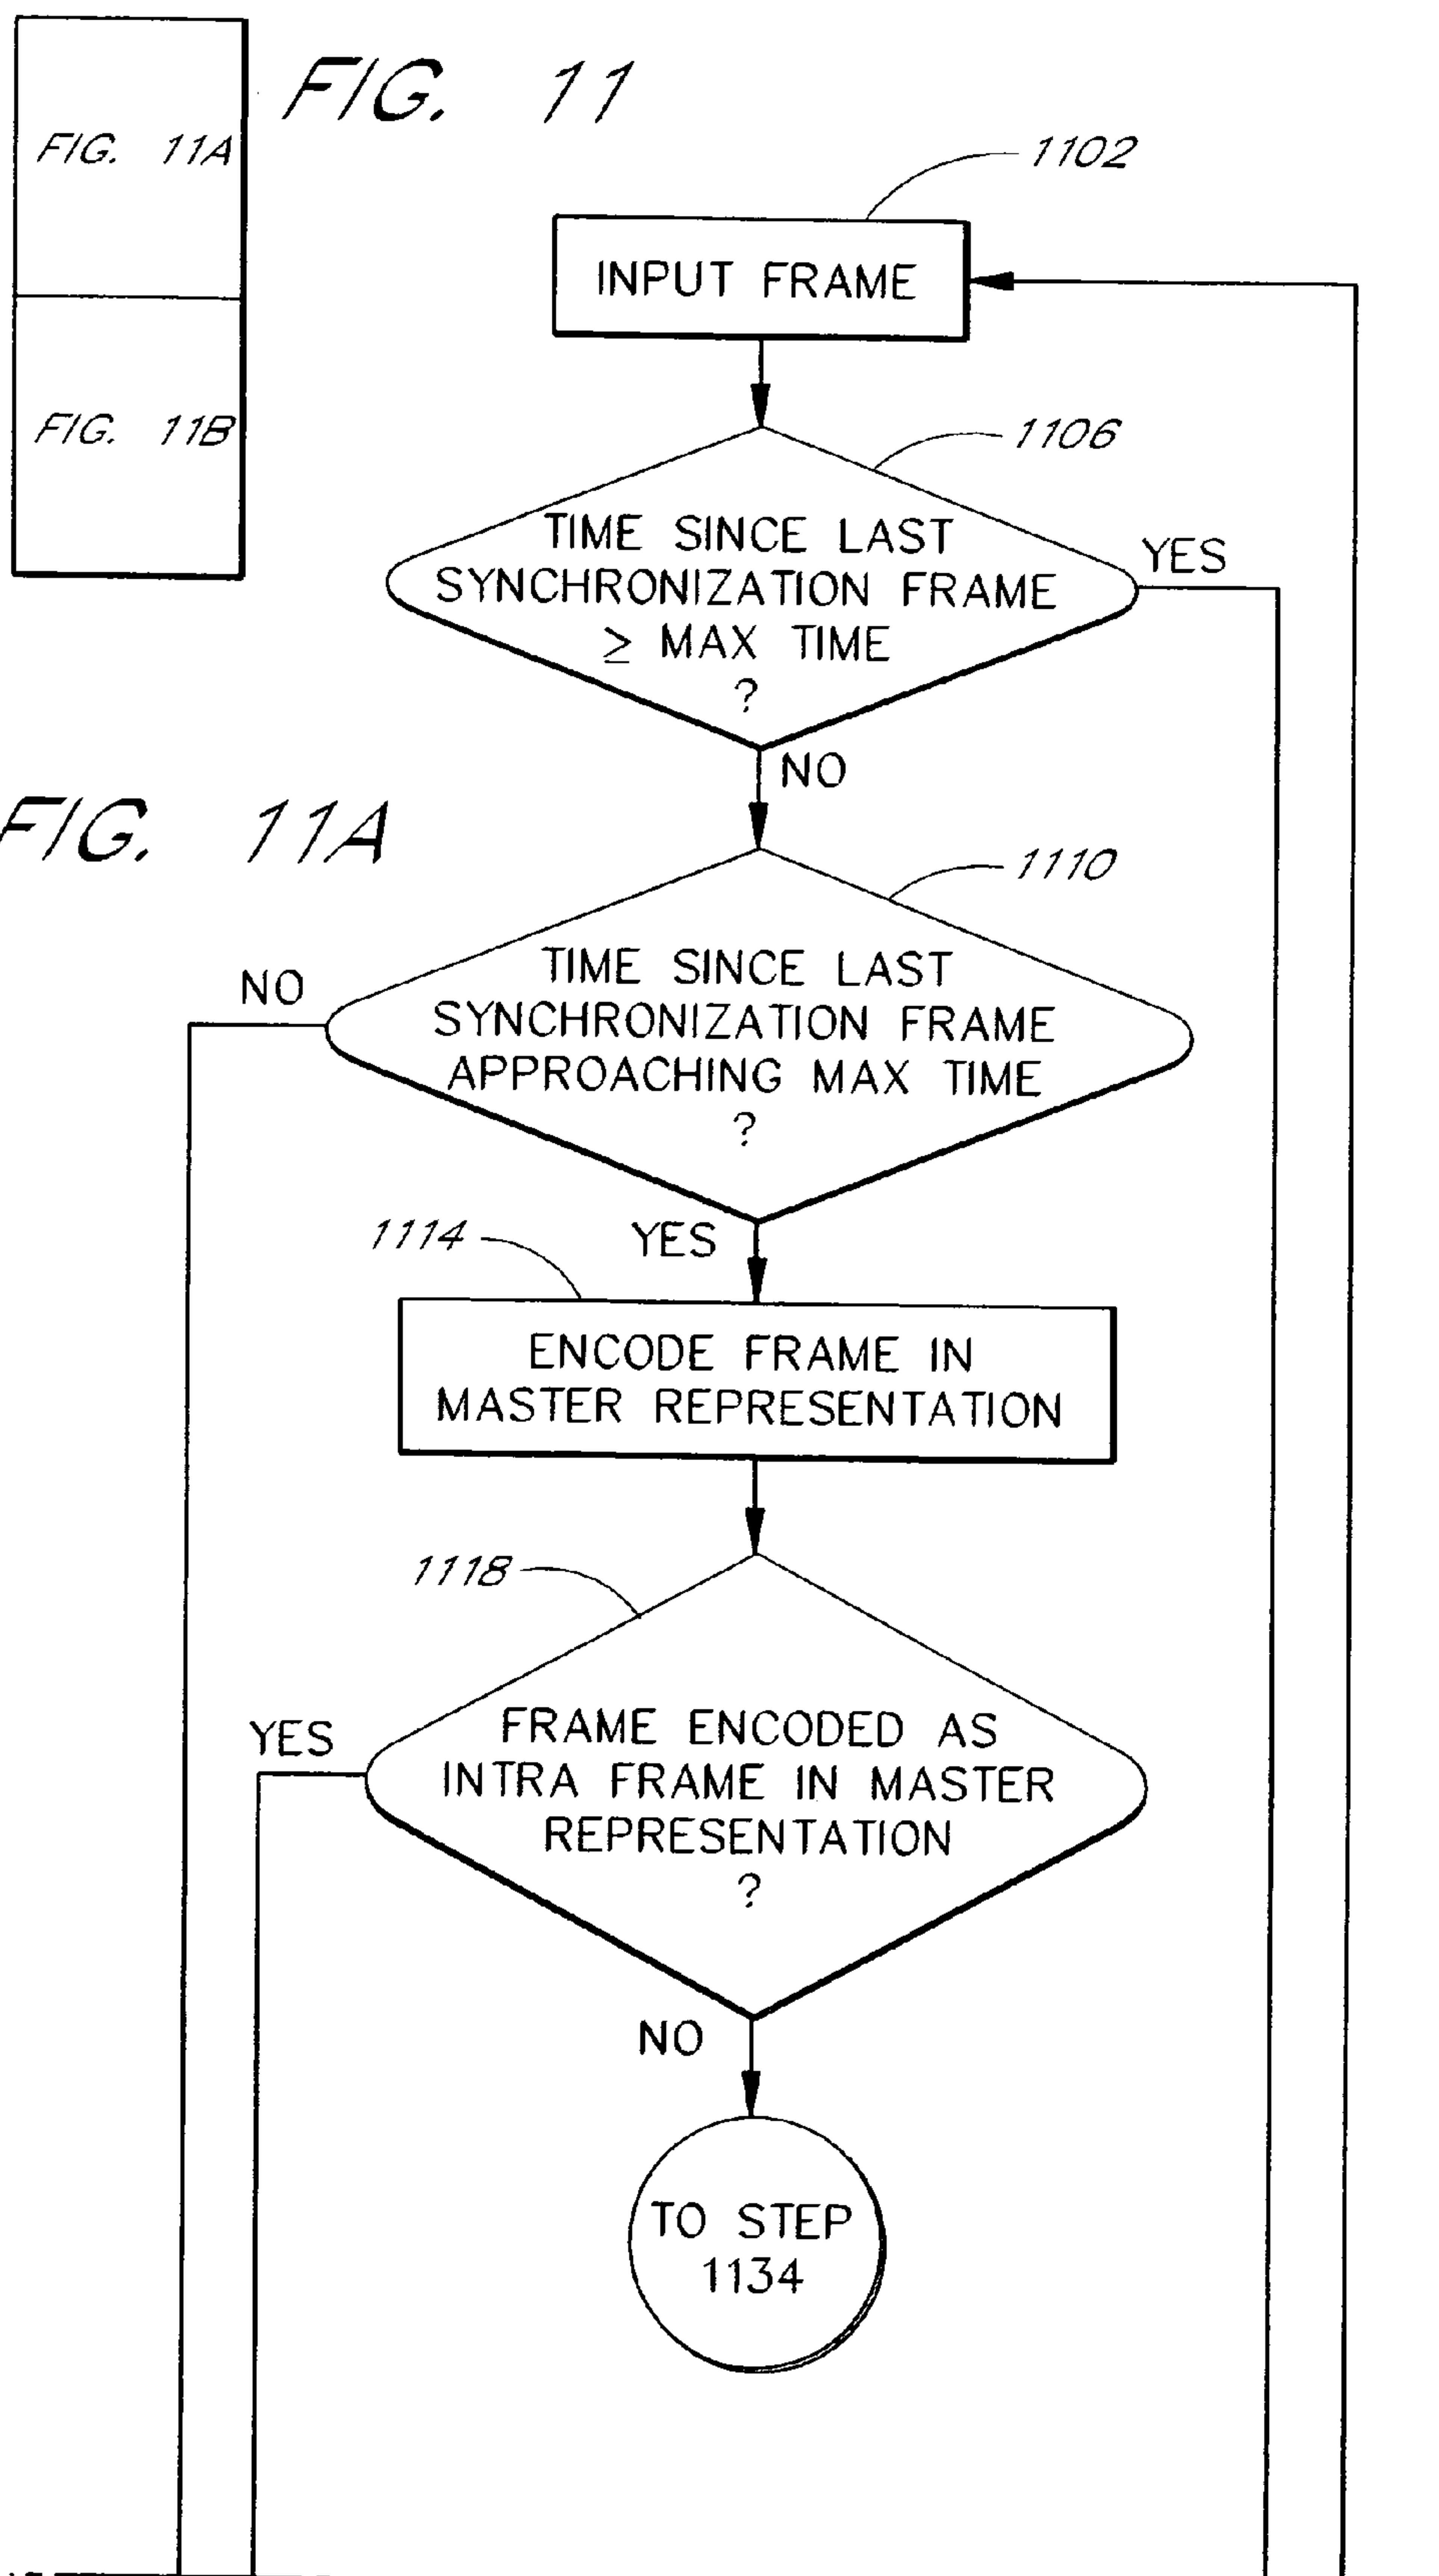 FIG. 11
FIG. 11A
FIG. 11B
1102
INPUT FRAME
1106
TIME SINCE LAST
SYNCHRONIZATION FRAME
≥ MAX TIME
?
YES
NO
FIG. 11A
1110
TIME SINCE LAST
SYNCHRONIZATION FRAME
APPROACHING MAX TIME
?
NO
YES
1114
ENCODE FRAME IN
MASTER REPRESENTATION
1118
FRAME ENCODED AS
INTRA FRAME IN MASTER
REPRESENTATION
?
YES
NO
TO STEP
1134